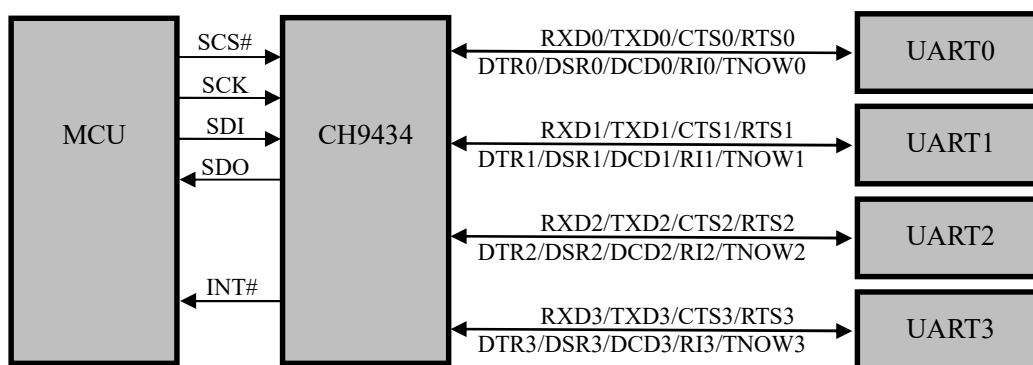 MCU
SCS#
SCK
SDI
SDO
INT#
CH9434
RXD0/TXD0/CTS0/RTS0
DTR0/DSR0/DCD0/RI0/TNOW0
UART0
RXD1/TXD1/CTS1/RTS1
DTR1/DSR1/DCD1/RI1/TNOW1
UART1
RXD2/TXD2/CTS2/RTS2
DTR2/DSR2/DCD2/RI2/TNOW2
UART2
RXD3/TXD3/CTS3/RTS3
DTR3/DSR3/DCD3/RI3/TNOW3
UART3